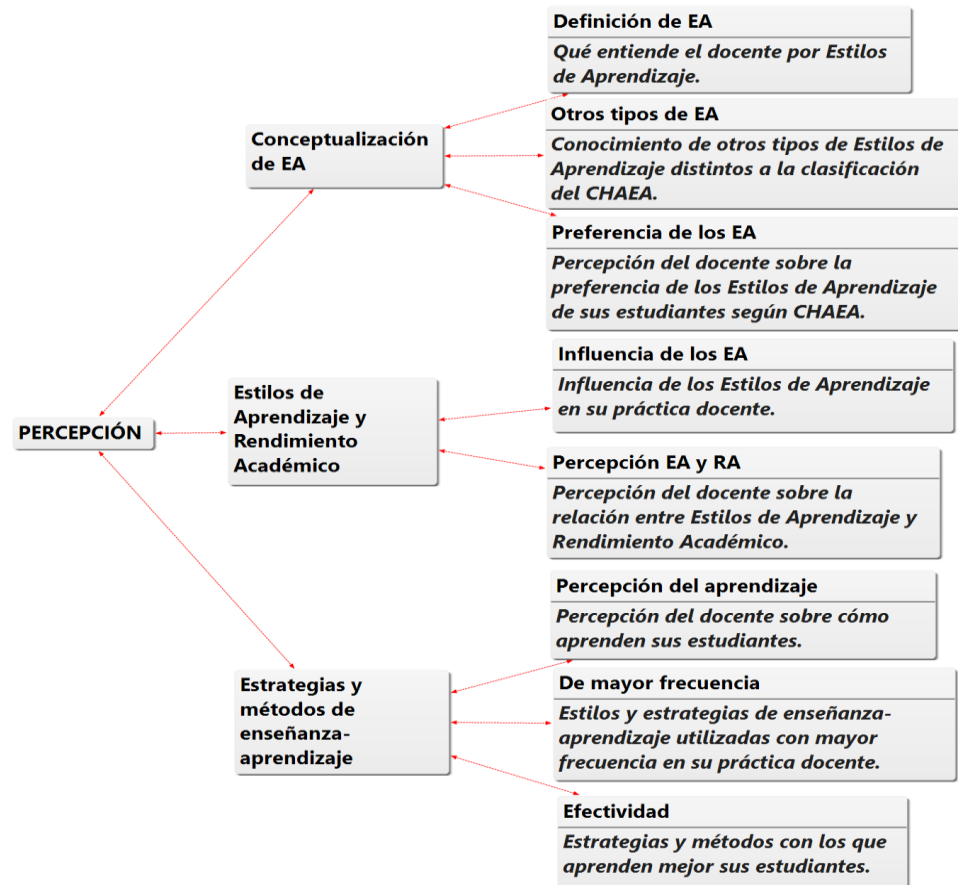 Definición de EA
Qué entiende el docente por Estilos
de Aprendizaje.
Otros tipos de EA
Conocimiento de otros tipos de Estilos de
Aprendizaje distintos a la clasificación
del CHAEA.
Conceptualización
de EA
Preferencia de los EA
Percepción del docente sobre la
preferencia de los Estilos de Aprendizaje
de sus estudiantes según CHAEA.
Influencia de los EA
Influencia de los Estilos de Aprendizaje
en su práctica docente.
Estilos de
Aprendizaje y
Rendimiento
Académico
PERCEPCIÓN
Percepción EA y RA
Percepción del docente sobre la
relación entre Estilos de Aprendizaje y
Rendimiento Académico.
Percepción del aprendizaje
Percepción del docente sobre cómo
aprenden sus estudiantes.
Estrategias y
métodos de
enseñanza-
aprendizaje
De mayor frecuencia
Estilos y estrategias de enseñanza-
aprendizaje utilizadas con mayor
frecuencia en su práctica docente.
Efectividad
Estrategias y métodos con los que
aprenden mejor sus estudiantes.